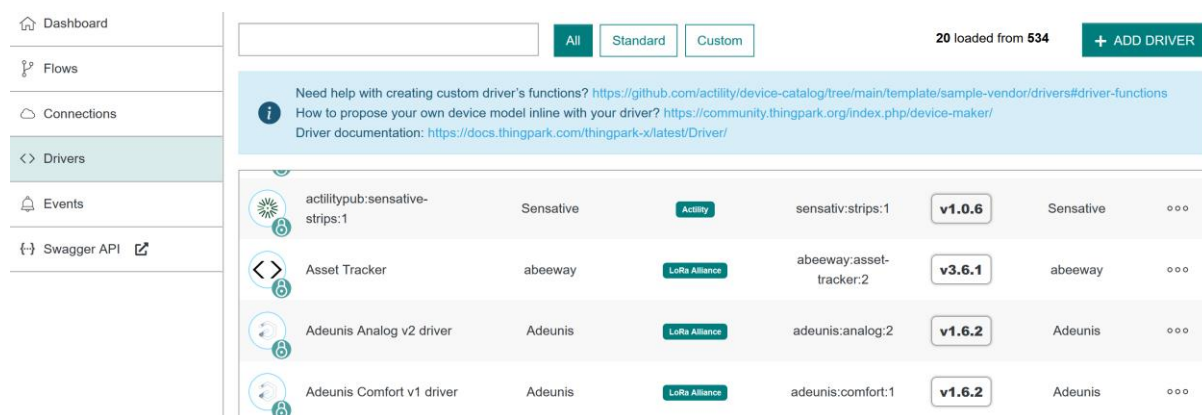 Dashboard
Flows
Connections
Drivers
Events
Swagger API
All
Standard
Custom
20 loaded from 534
+ ADD DRIVER
Need help with creating custom driver's functions? https://github.com/actility/device-catalog/tree/main/template/sample-vendor/drivers#driver-functions
How to propose your own device model inline with your driver? https://community.thingpark.org/index.php/device-maker/
Driver documentation: https://docs.thingpark.com/thingpark-x/latest/Driver/
actilitypub:sensative-
strips:1
Sensative
Actility
sensativ:strips:1
v1.0.6
Sensative
Asset Tracker
abeeway
LoRa Alliance
abeeway:asset-
tracker:2
v3.6.1
abeeway
Adeunis Analog v2 driver
Adeunis
LoRa Alliance
adeunis:analog:2
v1.6.2
Adeunis
Adeunis Comfort v1 driver
Adeunis
LoRa Alliance
adeunis:comfort:1
v1.6.2
Adeunis